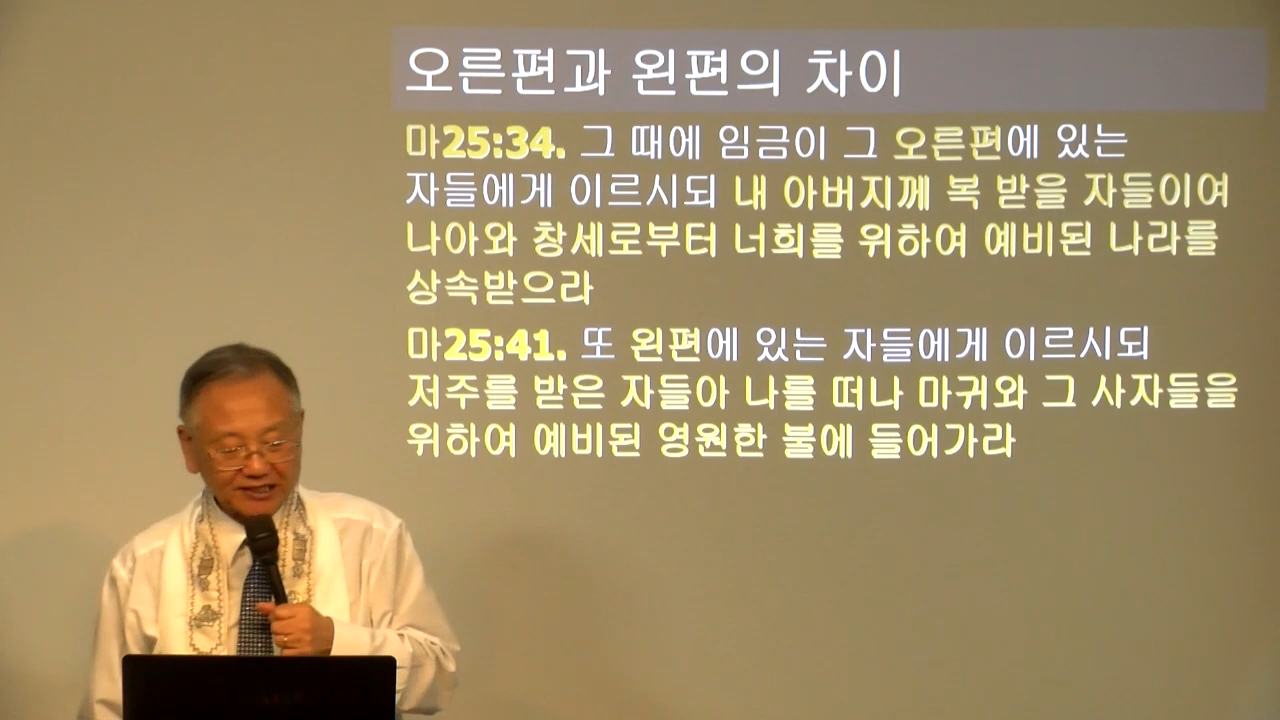 오른편과 왼편의 차이
마25:34. 그 때에 임금이 그 오른편에 있는
자들에게 이르시되 내 아버지께 복 받을 자들이여
나아와 창세로부터 너희를 위하여 예비된 나라를
상속받으라
마25:41. 또 왼편에 있는 자들에게 이르시되
저주를 받은 자들아 나를 떠나 마귀와 그 사자들을
위하여 예비된 영원한 불에 들어가라